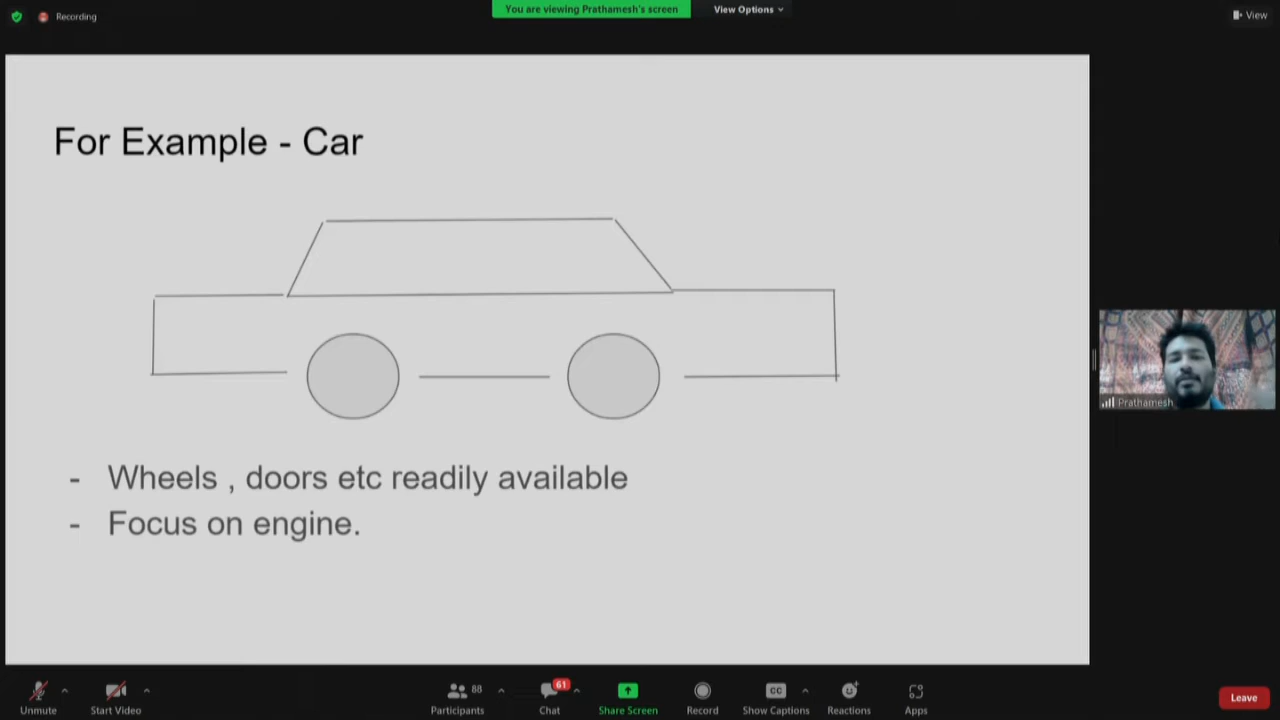 Recording
You are viewing Prathamesh's screen
View Options
View
For Example - Car
- Wheels , doors etc readily available
- Focus on engine.
Prathamesh
Unmute
Start Video
Participants
88
Chat
61
Share Screen
Record
CC
Show Captions
Reactions
Apps
Leave